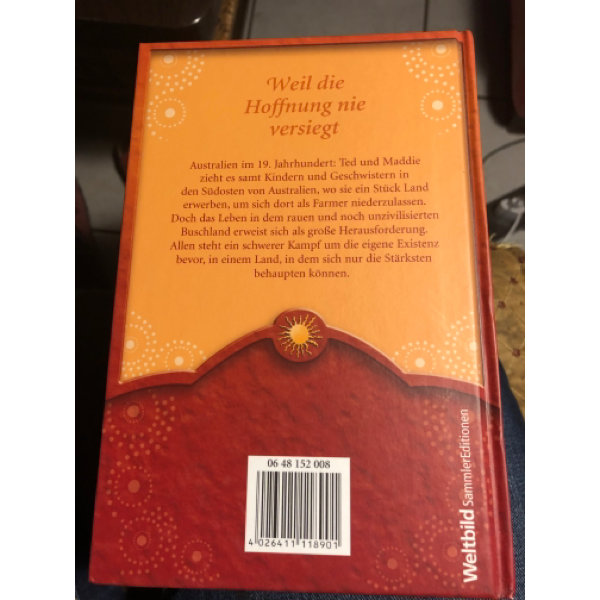 Weil die
Hoffnung nie
versiegt
Australien im 19. Jahrhundert: Ted und Maddie
zieht es samt Kindern und Geschwistern in
den Südosten von Australien, wo sie ein Stück Land
erwerben, um sich dort als Farmer niederzulassen.
Doch das Leben in dem rauen und noch unzivilisierten
Buschland erweist sich als große Herausforderung.
Allen steht ein schwerer Kampf um die eigene Existenz
bevor, in einem Land, in dem sich nur die Stärksten
behaupten können.
06 48 152 008
4 026411 118901
Weltbild SammlerEditionen